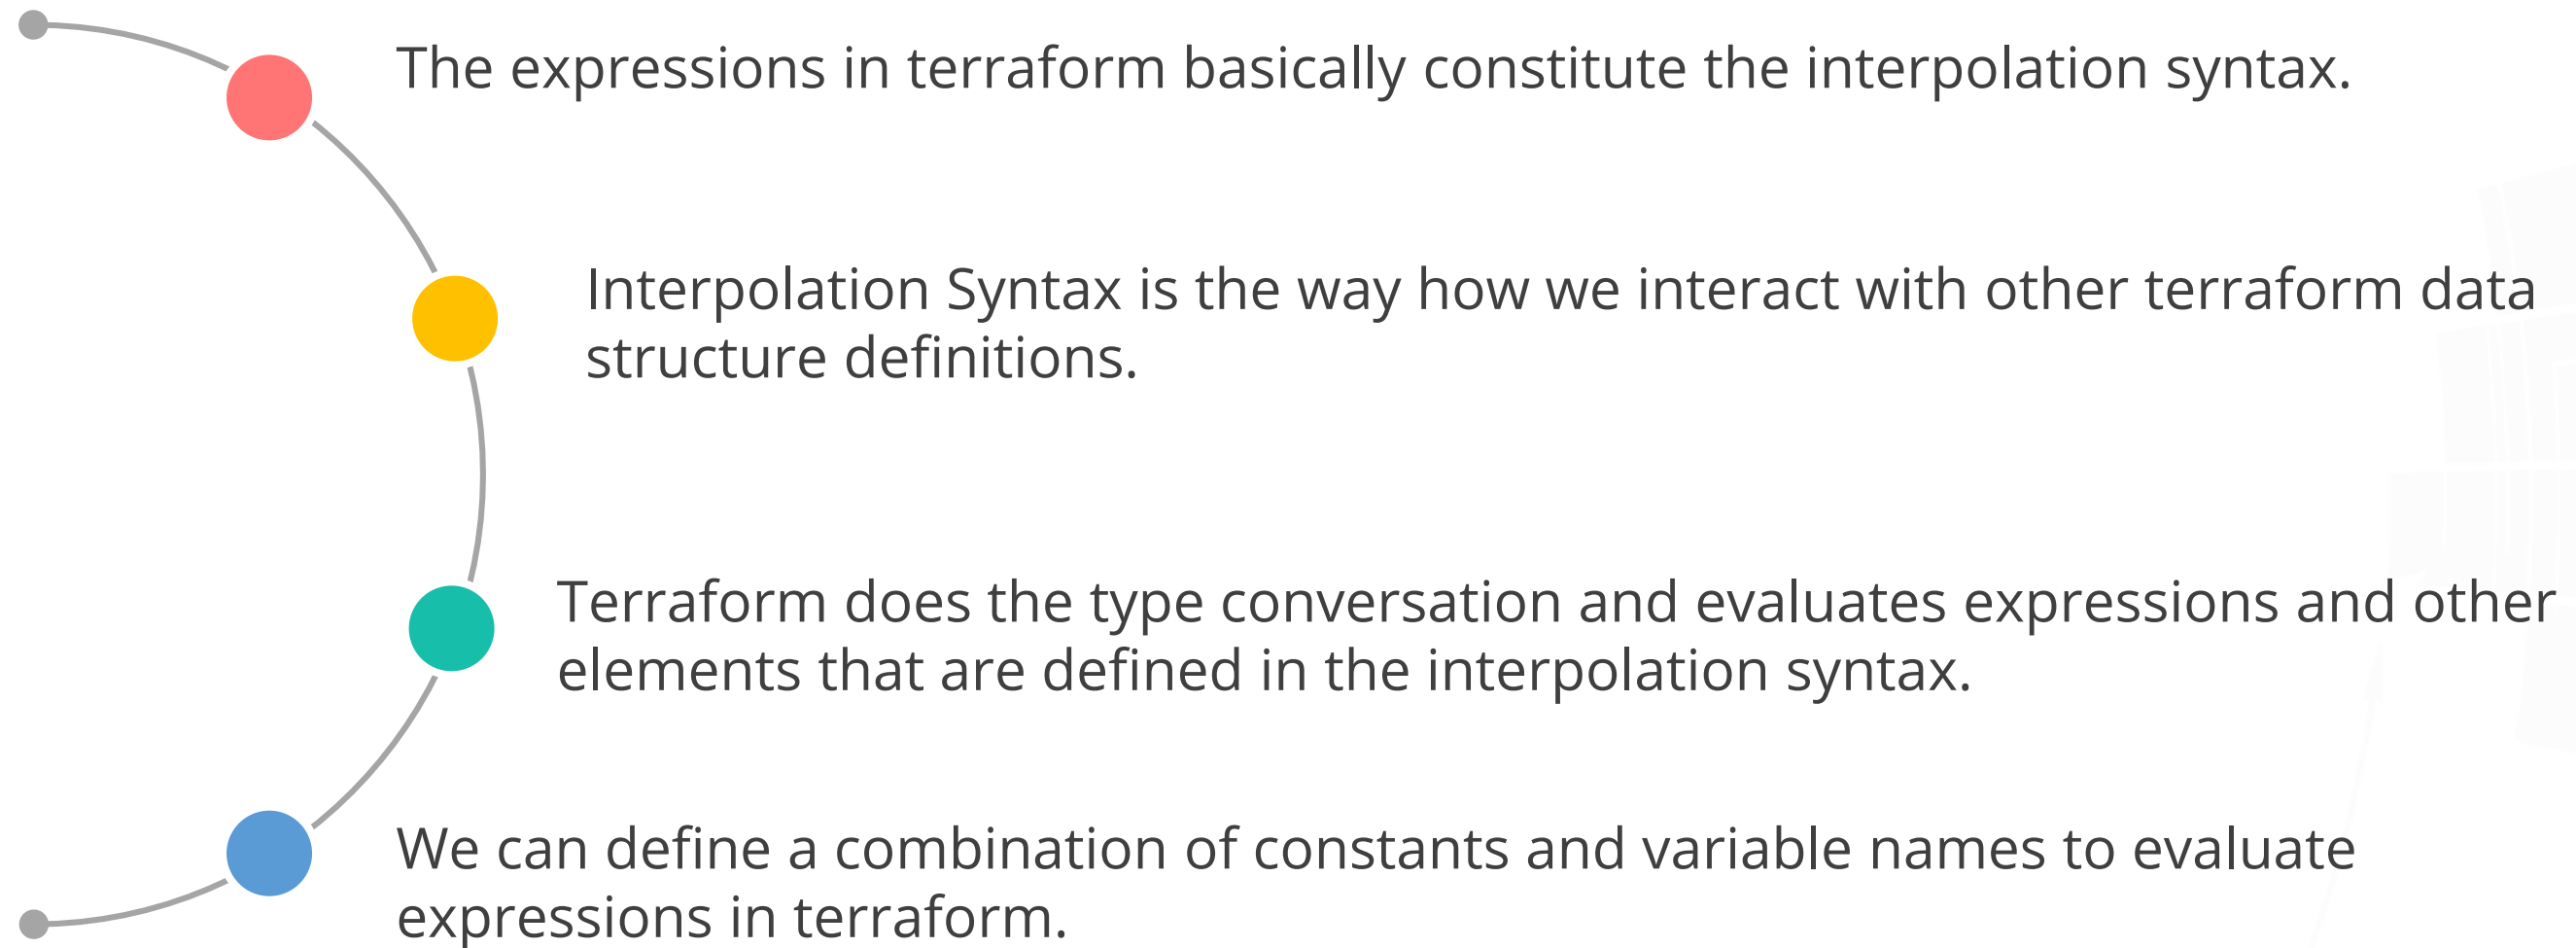 The expressions in terraform basically constitute the interpolation syntax.
Interpolation Syntax is the way how we interact with other terraform data
structure definitions.
Terraform does the type conversation and evaluates expressions and other
elements that are defined in the interpolation syntax.
We can define a combination of constants and variable names to evaluate
expressions in terraform.